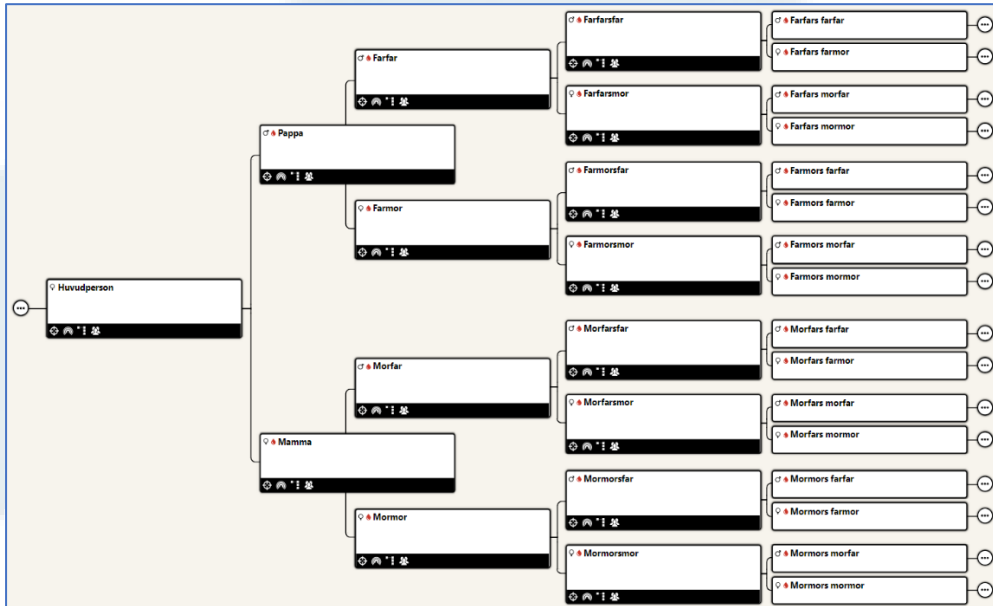 Huvudperson
Pappa
Mamma
Farfar
Farmor
Morfar
Mormor
Farfarsfar
Farfarsmor
Farmorsfar
Farmorsmor
Morfarsfar
Morfarsmor
Mormorsfar
Mormorsmor
Farfars farfar
Farfars farmor
Farfars morfar
Farfars mormor
Farmors farfar
Farmors farmor
Farmors morfar
Farmors mormor
Morfars farfar
Morfars farmor
Morfars morfar
Morfars mormor
Mormors farfar
Mormors farmor
Mormors morfar
Mormors mormor